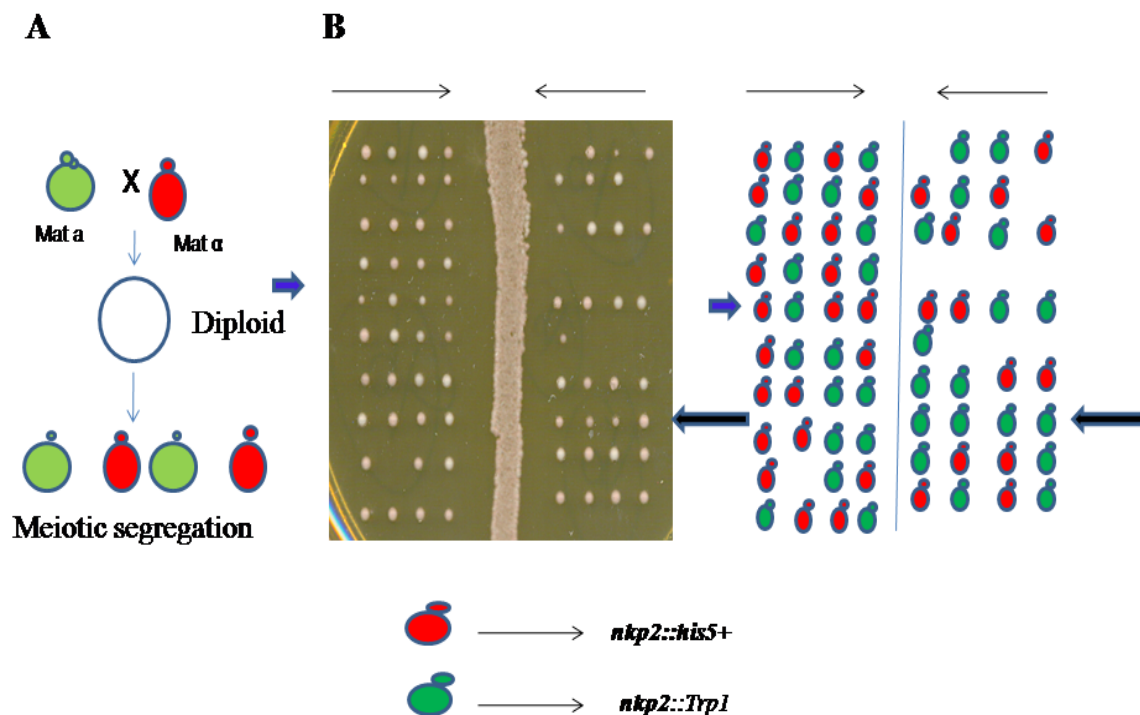 A
B
X
Mat a
Mat α
Diploid
Meiotic segregation
nkp2::his5+
nkp2::Trp1